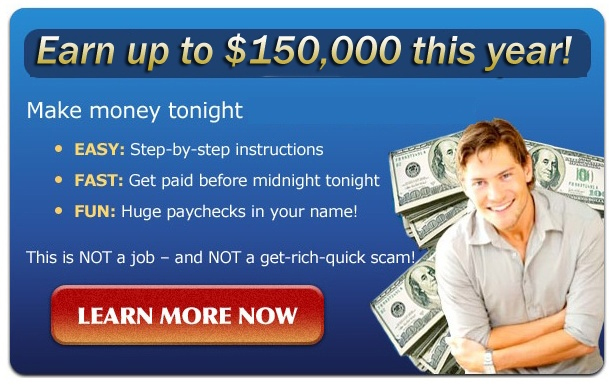 Earn up to $150,000 this year!
Make money tonight
• EASY: Step-by-step instructions
• FAST: Get paid before midnight tonight
• FUN: Huge paychecks in your name!
This is NOT a job – and NOT a get-rich-quick scam!
LEARN MORE NOW